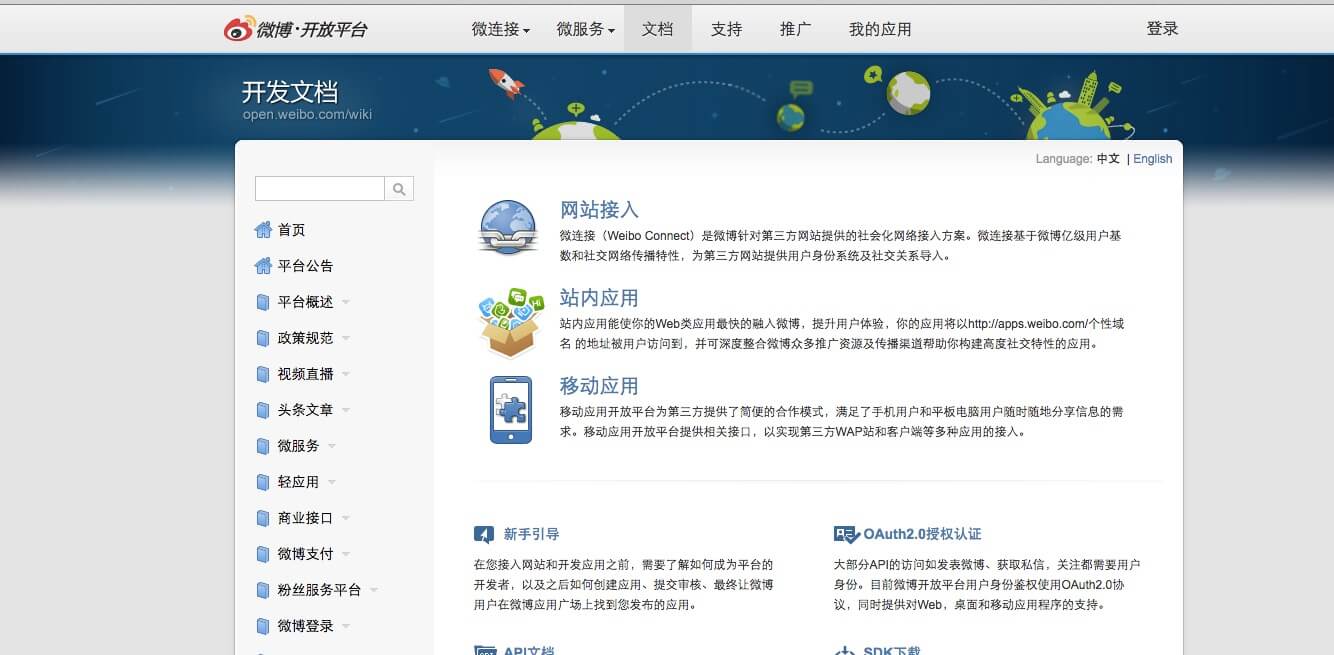 微博·开放平台
微连接
微服务
文档
支持
推广
我的应用
登录
开发文档
open.weibo.com/wiki
Language: 中文 | English
首页
平台公告
平台概述
政策规范
视频直播
头条文章
微服务
轻应用
商业接口
微博支付
粉丝服务平台
微博登录
网站接入
微连接（Weibo Connect）是微博针对第三方网站提供的社会化网络接入方案。微连接基于微博亿级用户基
数和社交网络传播特性，为第三方网站提供用户身份系统及社交关系导入。
站内应用
站内应用能使你的Web类应用最快的融入微博，提升用户体验，你的应用将以http://apps.weibo.com/个性域
名 的地址被用户访问到，并可深度整合微博众多推广资源及传播渠道帮助你构建高度社交特性的应用。
移动应用
移动应用开放平台为第三方提供了简便的合作模式，满足了手机用户和平板电脑用户随时随地分享信息的需
求。移动应用开放平台提供相关接口，以实现第三方WAP站和客户端等多种应用的接入。
新手引导
在您接入网站和开发应用之前，需要了解如何成为平台的
开发者，以及之后如何创建应用、提交审核、最终让微博
用户在微博应用广场上找到您发布的应用。
OAuth2.0授权认证
大部分API的访问如发表微博、获取私信，关注都需要用户
身份。目前微博开放平台用户身份鉴权使用OAuth2.0协
议，同时提供对Web，桌面和移动应用程序的支持。
API文档
SDK下载